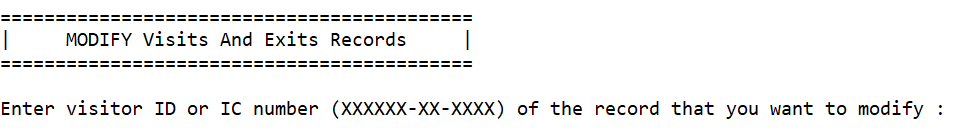 ===========================================
|     MODIFY Visits And Exits Records     |
===========================================
Enter visitor ID or IC number (XXXXXX-XX-XXXX) of the record that you want to modify :